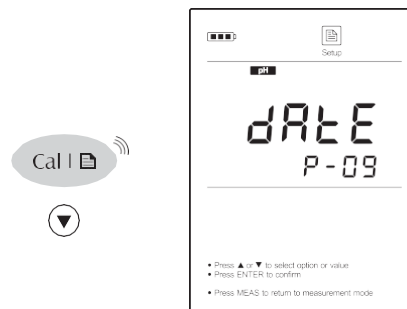 Setup
pH
dAtE
P-09
Cal |
• Press ▲ or ▼ to select option or value
• Press ENTER to confirm
• Press MEAS to return to measurement mode